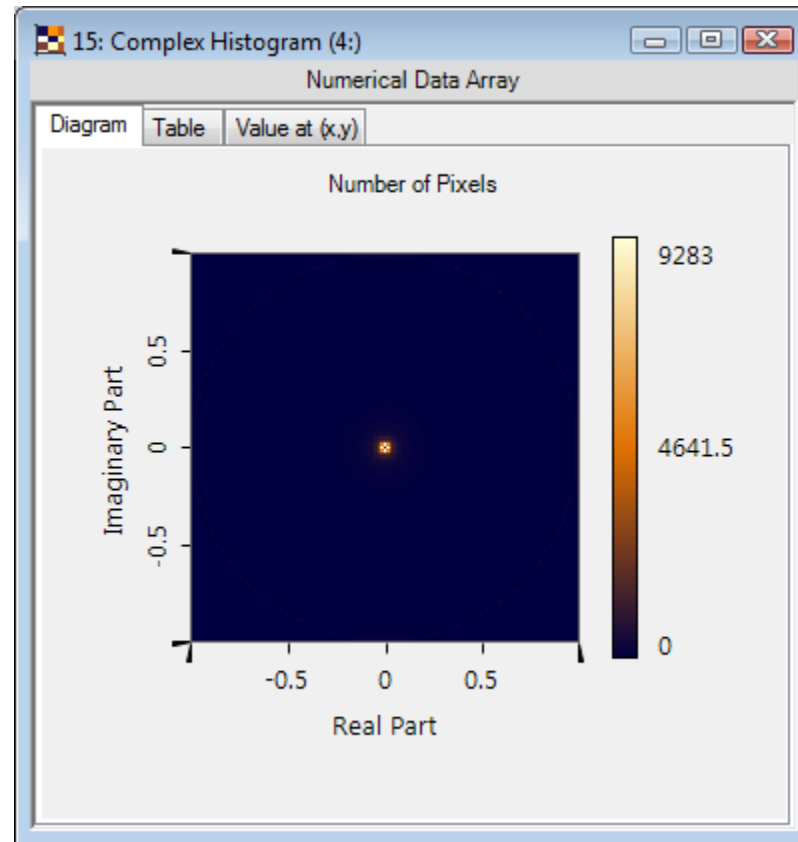 15: Complex Histogram (4:)
Numerical Data Array
Diagram Table Value at (x,y)
Number of Pixels
9283
4641.5
0
Imaginary Part
0.5
0
-0.5
-0.5 0 0.5
Real Part